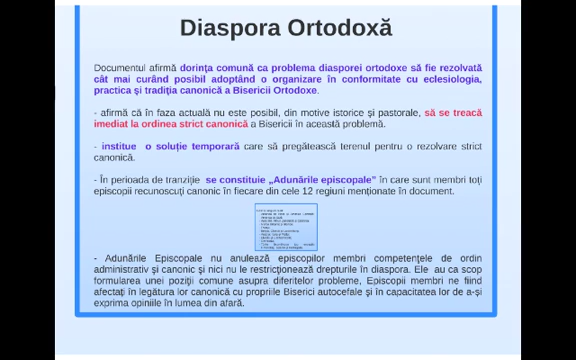 Diaspora Ortodoxă
Documentul afirmă dorința comună ca problema diasporei ortodoxe să fie rezolvată
cât mai curând posibil adoptând o organizare în conformitate cu eclesiologia,
practica şi tradiția canonică a Bisericii Ortodoxe.
- afirmă că în faza actuală nu este posibil, din motive istorice şi pastorale, să se treacă
imediat la ordinea strict canonică a Bisericii în această problemă.
- institue o soluție temporară care să pregătească terenul pentru o rezolvare strict
canonică.
- În perioada de tranziție se constituie „Adunările episcopale” în care sunt membri toți
episcopii recunoscuți canonic în fiecare din cele 12 regiuni menționate în document.
- Adunările Episcopale nu anulează episcopilor membri competențele de ordin
administrativ şi canonic şi nici nu le restricționează drepturile în diaspora. Ele au ca scop
formularea unei poziții comune asupra diferitelor probleme, Episcopii membri ne fiind
afectați în legătura lor canonică cu propriile Biserici autocefale şi în capacitatea lor de a-şi
exprima opiniile în lumea din afară.